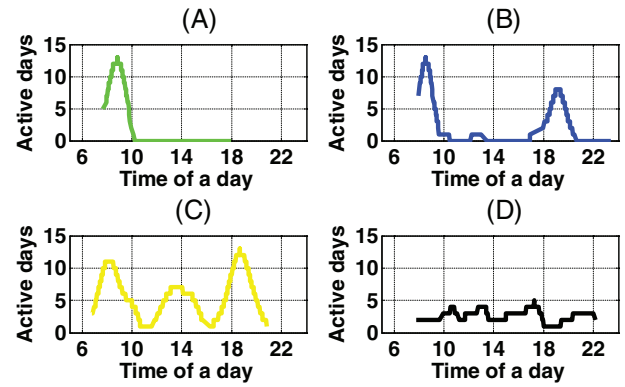 (A)
Active days
15
10
5
0
6 10 14 18 22
Time of a day
(B)
Active days
15
10
5
0
6 10 14 18 22
Time of a day
(C)
Active days
15
10
5
0
6 10 14 18 22
Time of a day
(D)
Active days
15
10
5
0
6 10 14 18 22
Time of a day